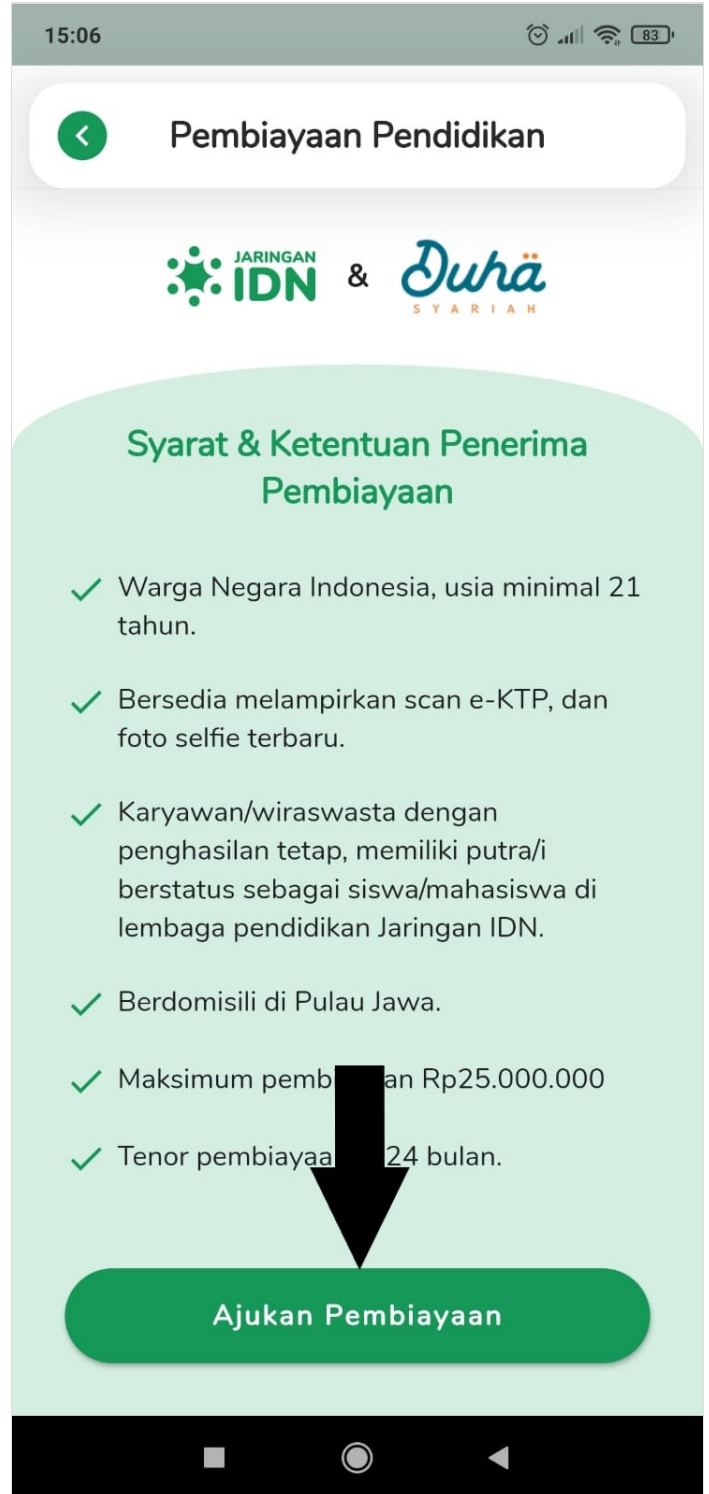 15:06
83
Pembiayaan Pendidikan
JARINGAN
IDN
&
Duhä
SYARIAH
Syarat & Ketentuan Penerima
Pembiayaan
Warga Negara Indonesia, usia minimal 21
tahun.
Bersedia melampirkan scan e-KTP, dan
foto selfie terbaru.
Karyawan/wiraswasta dengan
penghasilan tetap, memiliki putra/i
berstatus sebagai siswa/mahasiswa di
lembaga pendidikan Jaringan IDN.
Berdomisili di Pulau Jawa.
Maksimum Rp25.000.000
Tenor 24 bulan.
Ajukan Pembiayaan